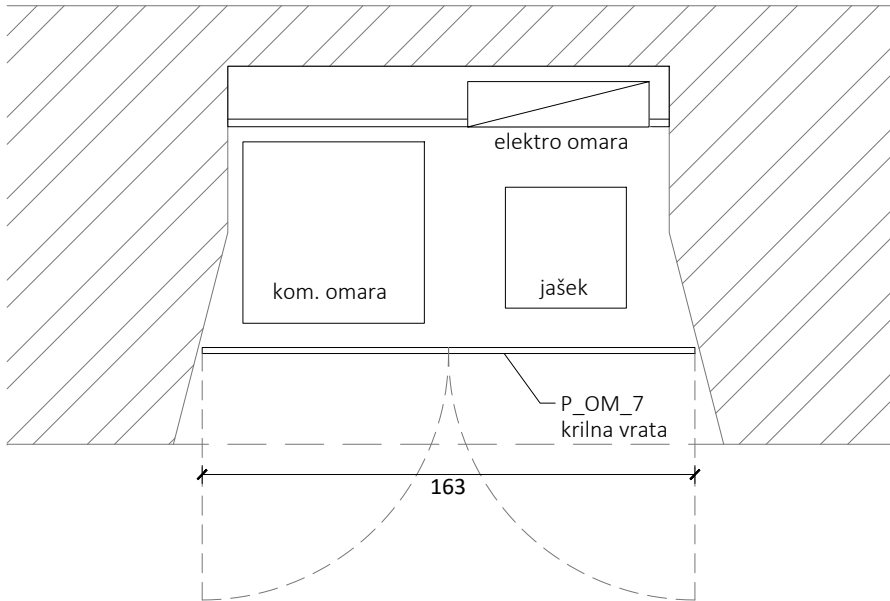 elektro omara
kom. omara
jašek
P_OM_7
krilna vrata
163